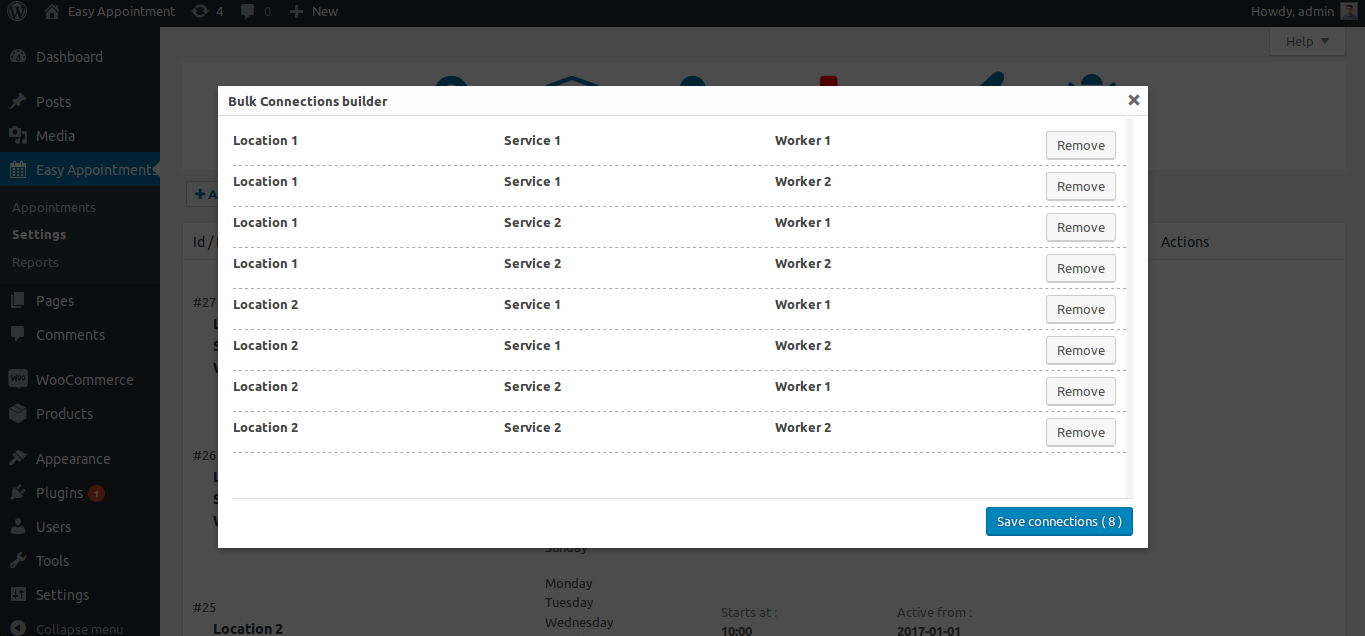 Easy Appointment 4 0 New Howdy, admin
Help
Dashboard
Posts
Media
Easy Appointments
Appointments
Settings
Reports
Pages
Comments
WooCommerce
Products
Appearance
Plugins 1
Users
Tools
Settings
Collapse menu
Bulk Connections builder
Location 1 Service 1 Worker 1 Remove
Location 1 Service 1 Worker 2 Remove
Location 1 Service 2 Worker 1 Remove
Location 1 Service 2 Worker 2 Remove
Location 2 Service 1 Worker 1 Remove
Location 2 Service 1 Worker 2 Remove
Location 2 Service 2 Worker 1 Remove
Location 2 Service 2 Worker 2 Remove
Save connections ( 8 )
Id /
Actions
#27
#26
Sunday
#25
Location 2
Monday
Tuesday
Wednesday
Starts at :
10:00
Active from :
2017-01-01